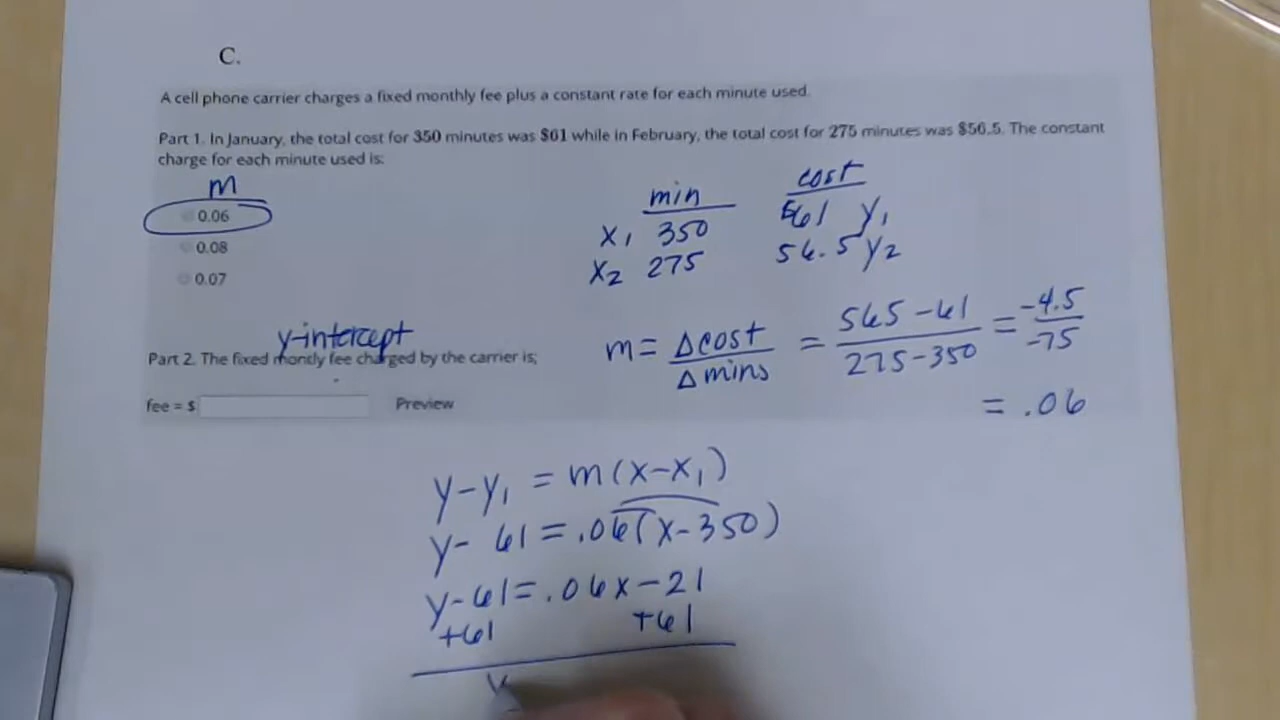 C.
A cell phone carrier charges a fixed monthly fee plus a constant rate for each minute used.
Part 1. In January, the total cost for 350 minutes was $61 while in February, the total cost for 275 minutes was $56.5. The constant
charge for each minute used is:
m
0.06
0.08
0.07
min cost
x₁ 350 $61 y₁
x₂ 275 56.5 y₂
m = Δcost / Δmins = 565 - 61 / 275 - 350 = -4.5 / -75
= .06
y-intercept
Part 2. The fixed montly fee charged by the carrier is;
fee = $ Preview
y - y₁ = m(x - x₁)
y - 61 = .06(x - 350)
y - 61 = .06x - 21
+61 +61
y